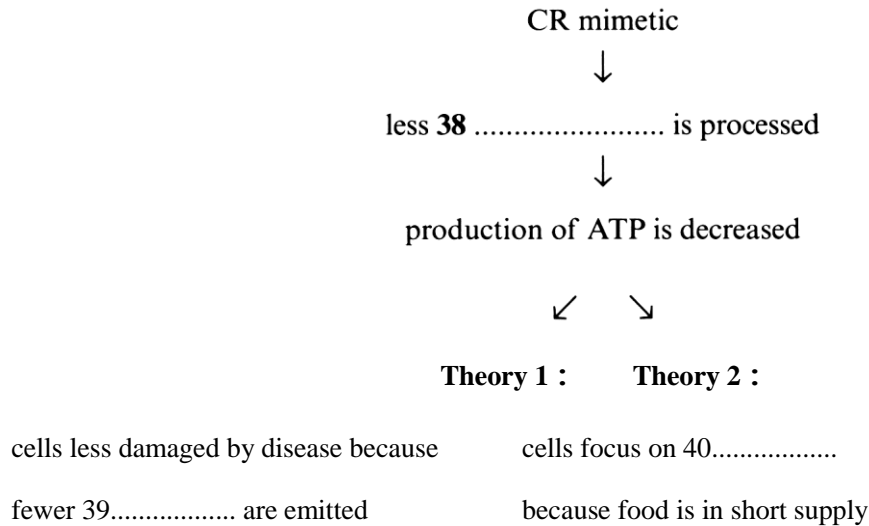 CR mimetic
↓
less 38 ........................ is processed
↓
production of ATP is decreased
↙ ↘
Theory 1 : Theory 2 :
cells less damaged by disease because cells focus on 40..................
fewer 39.................. are emitted because food is in short supply